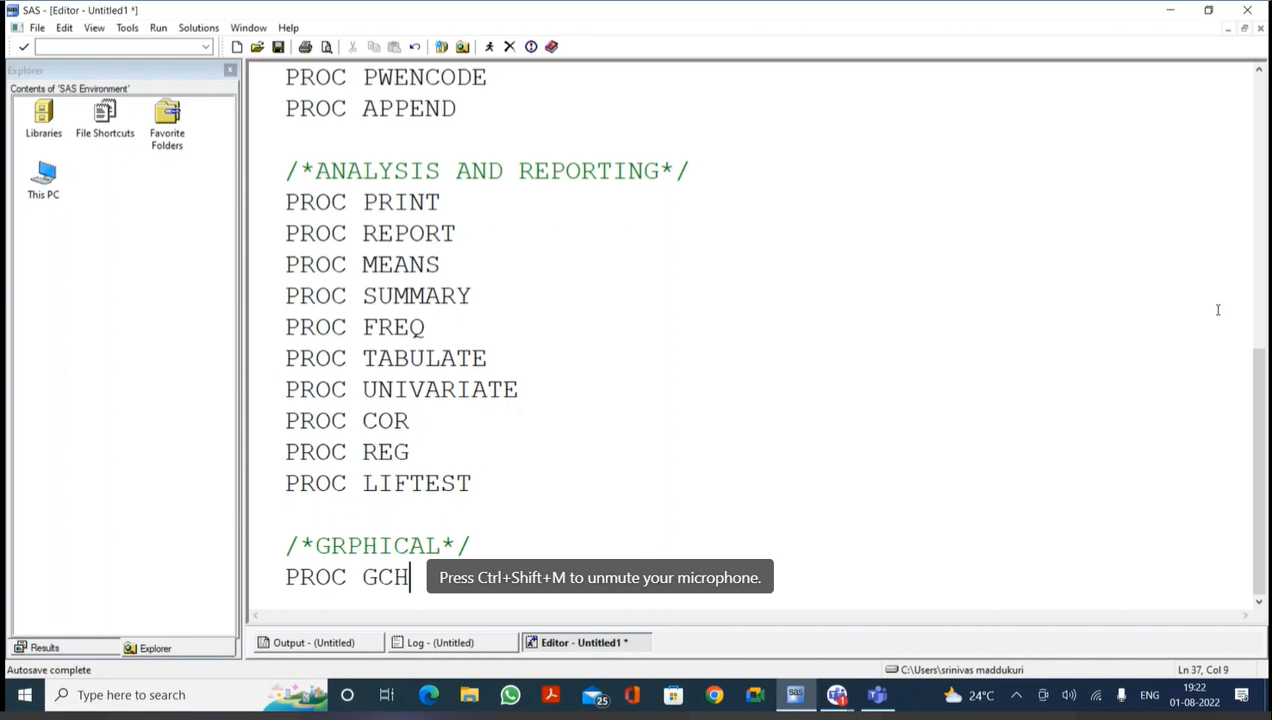 SAS - [Editor - Untitled1 *]
File Edit View Tools Run Solutions Window Help
Explorer
Contents of 'SAS Environment'
Libraries
File Shortcuts
Favorite Folders
This PC
PROC PWENCODE
PROC APPEND
/*ANALYSIS AND REPORTING*/
PROC PRINT
PROC REPORT
PROC MEANS
PROC SUMMARY
PROC FREQ
PROC TABULATE
PROC UNIVARIATE
PROC COR
PROC REG
PROC LIFTEST
/*GRPHICAL*/
PROC GCH
Press Ctrl+Shift+M to unmute your microphone.
Results
Explorer
Output - (Untitled)
Log - (Untitled)
Editor - Untitled1 *
Autosave complete
C:\Users\srinivas maddukuri
Ln 37, Col 9
Type here to search
25
sas
1
24°C
ENG
19:22
01-08-2022